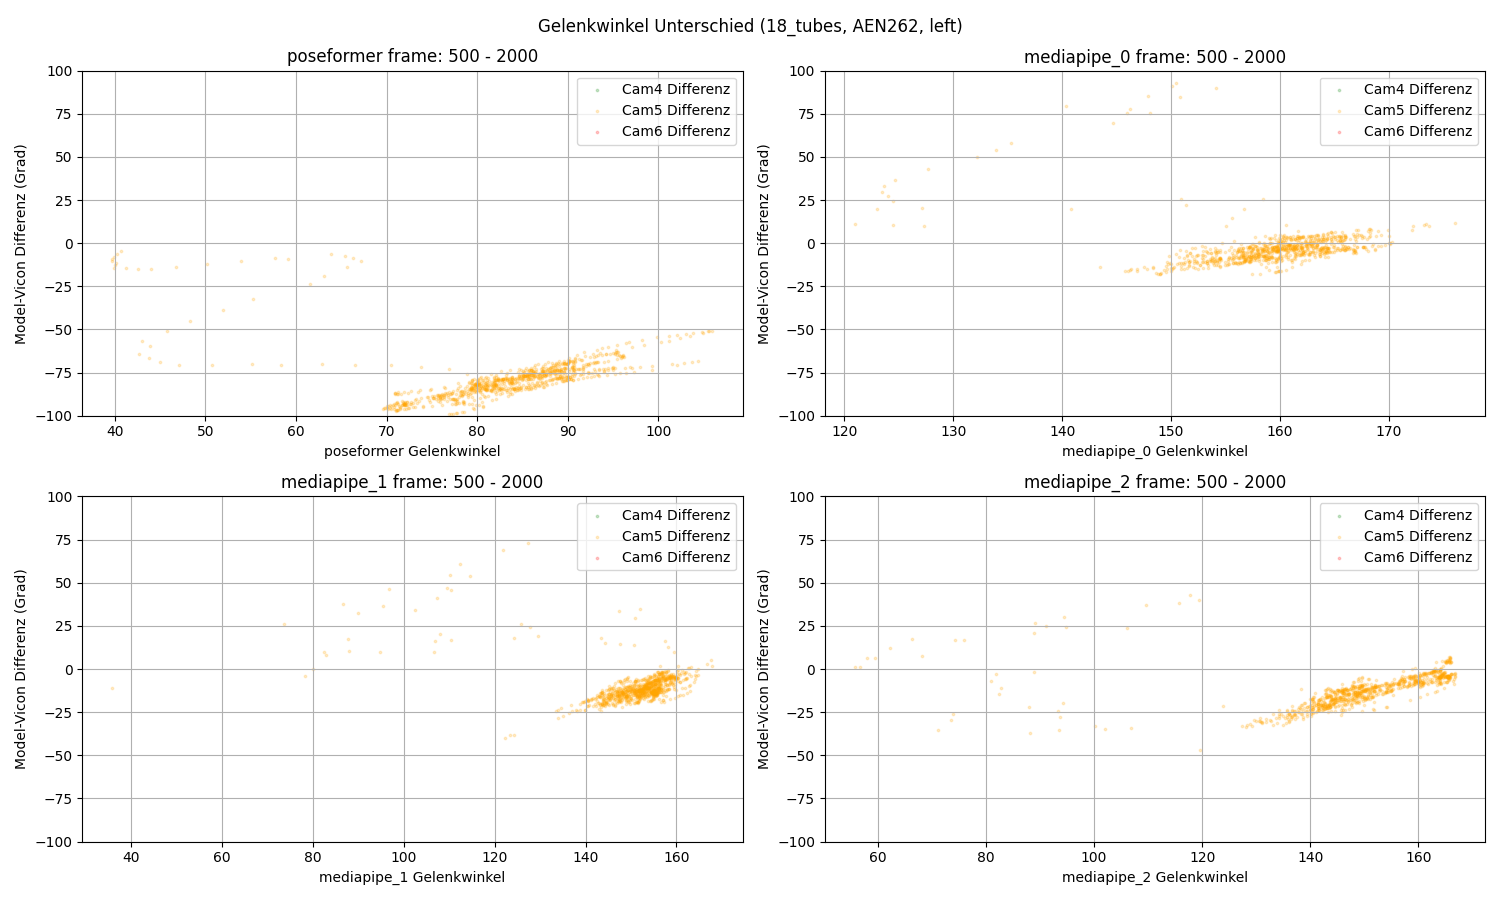 Gelenkwinkel Unterschied (18_tubes, AEN262, left)
poseformer frame: 500 - 2000
100
75
50
25
0
−25
−50
−75
−100
Model-Vicon Differenz (Grad)
Cam4 Differenz
Cam5 Differenz
Cam6 Differenz
40 50 60 70 80 90 100
poseformer Gelenkwinkel
mediapipe_0 frame: 500 - 2000
100
75
50
25
0
−25
−50
−75
−100
Model-Vicon Differenz (Grad)
Cam4 Differenz
Cam5 Differenz
Cam6 Differenz
120 130 140 150 160 170
mediapipe_0 Gelenkwinkel
mediapipe_1 frame: 500 - 2000
100
75
50
25
0
−25
−50
−75
−100
Model-Vicon Differenz (Grad)
Cam4 Differenz
Cam5 Differenz
Cam6 Differenz
40 60 80 100 120 140 160
mediapipe_1 Gelenkwinkel
mediapipe_2 frame: 500 - 2000
100
75
50
25
0
−25
−50
−75
−100
Model-Vicon Differenz (Grad)
Cam4 Differenz
Cam5 Differenz
Cam6 Differenz
60 80 100 120 140 160
mediapipe_2 Gelenkwinkel